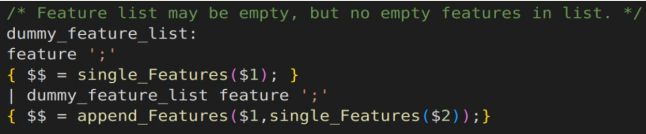 /* Feature list may be empty, but no empty features in list. */
dummy_feature_list:
feature ';'
{ $$ = single_Features($1); }
| dummy_feature_list feature ';'
{ $$ = append_Features($1,single_Features($2));}